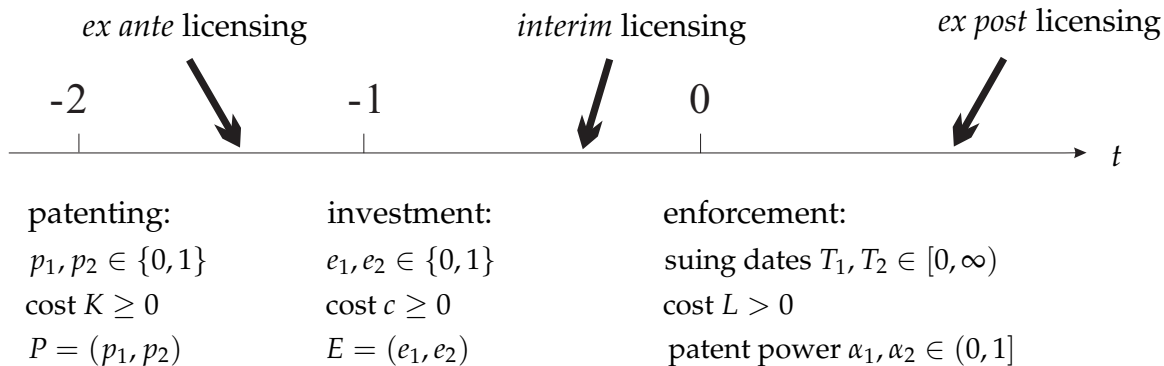 ex ante licensing interim licensing ex post licensing
-2 -1 0
t
patenting: investment: enforcement:
p₁, p₂ ∈ {0, 1} e₁, e₂ ∈ {0, 1} suing dates T₁, T₂ ∈ [0, ∞)
cost K ≥ 0 cost c ≥ 0 cost L > 0
P = (p₁, p₂) E = (e₁, e₂) patent power α₁, α₂ ∈ (0, 1]